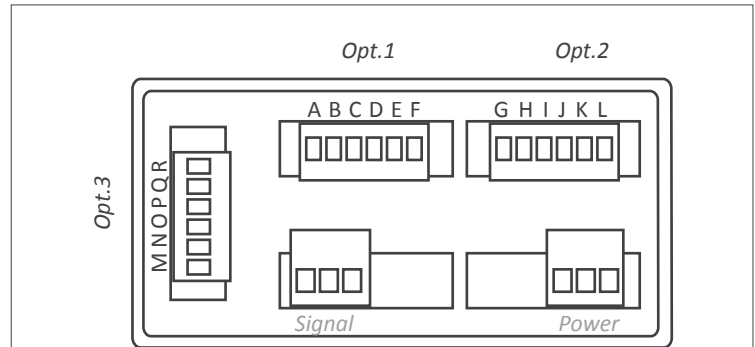 Opt.1
Opt.2
A B C D E F
G H I J K L
Opt.3
M N O P Q R
Signal
Power